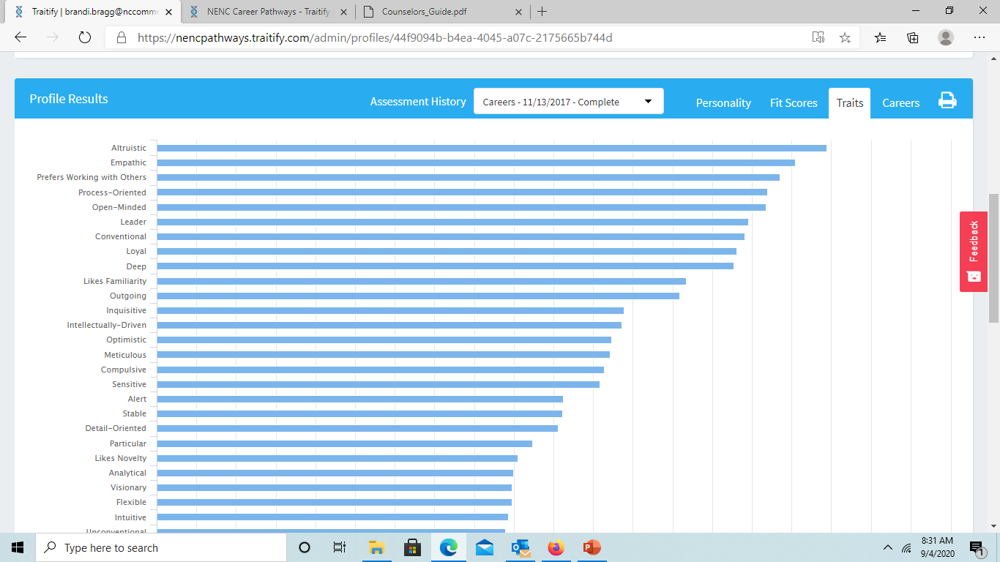 Traitify | brandi.bragg@nccomme
NENC Career Pathways - Traitify
Counselors_Guide.pdf
https://nencpathways.traitify.com/admin/profiles/44f9094b-b4ea-4045-a07c-2175665b744d
Profile Results
Assessment History
Careers - 11/13/2017 - Complete
Personality
Fit Scores
Traits
Careers
Altruistic
Empathic
Prefers Working with Others
Process-Oriented
Open-Minded
Leader
Conventional
Loyal
Deep
Likes Familiarity
Outgoing
Inquisitive
Intellectually-Driven
Optimistic
Meticulous
Compulsive
Sensitive
Alert
Stable
Detail-Oriented
Particular
Likes Novelty
Analytical
Visionary
Flexible
Intuitive
Unconventional
Feedback
Type here to search
8:31 AM
9/4/2020
1